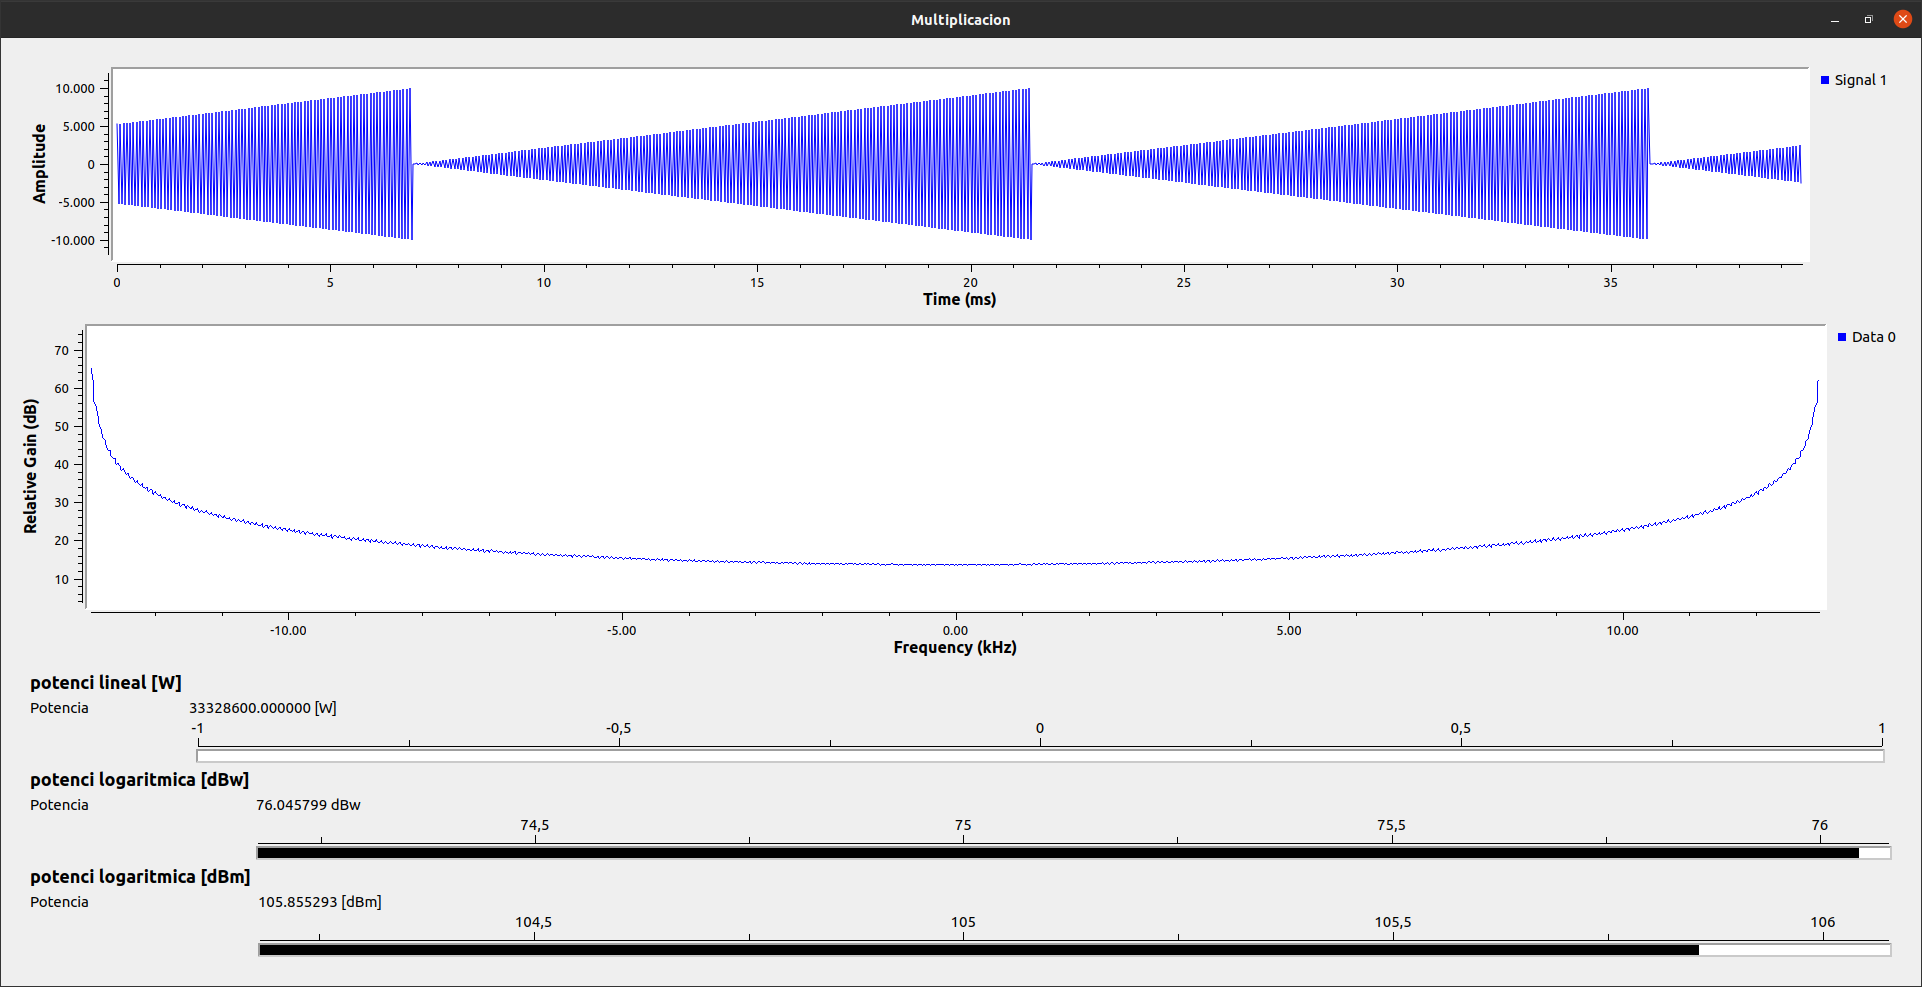 Multiplicacion
Signal 1
Amplitude
10.000
5.000
0
-5.000
-10.000
0 5 10 15 20 25 30 35
Time (ms)
Data 0
Relative Gain (dB)
70
60
50
40
30
20
10
-10.00 -5.00 0.00 5.00 10.00
Frequency (kHz)
potenci lineal [W]
Potencia 33328600.000000 [W]
-1 -0,5 0 0,5 1
potenci logaritmica [dBw]
Potencia 76.045799 dBw
74,5 75 75,5 76
potenci logaritmica [dBm]
Potencia 105.855293 [dBm]
104,5 105 105,5 106